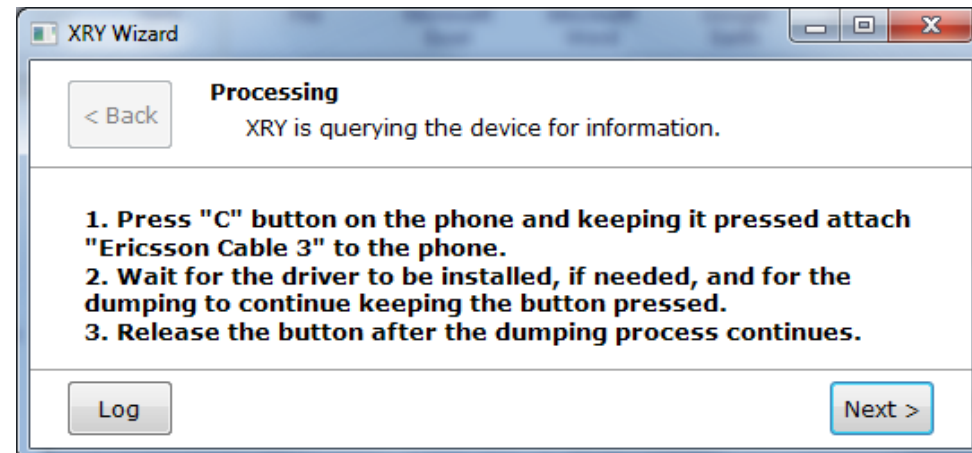 XRY Wizard
< Back
Processing
XRY is querying the device for information.
1. Press "C" button on the phone and keeping it pressed attach
"Ericsson Cable 3" to the phone.
2. Wait for the driver to be installed, if needed, and for the
dumping to continue keeping the button pressed.
3. Release the button after the dumping process continues.
Log
Next >